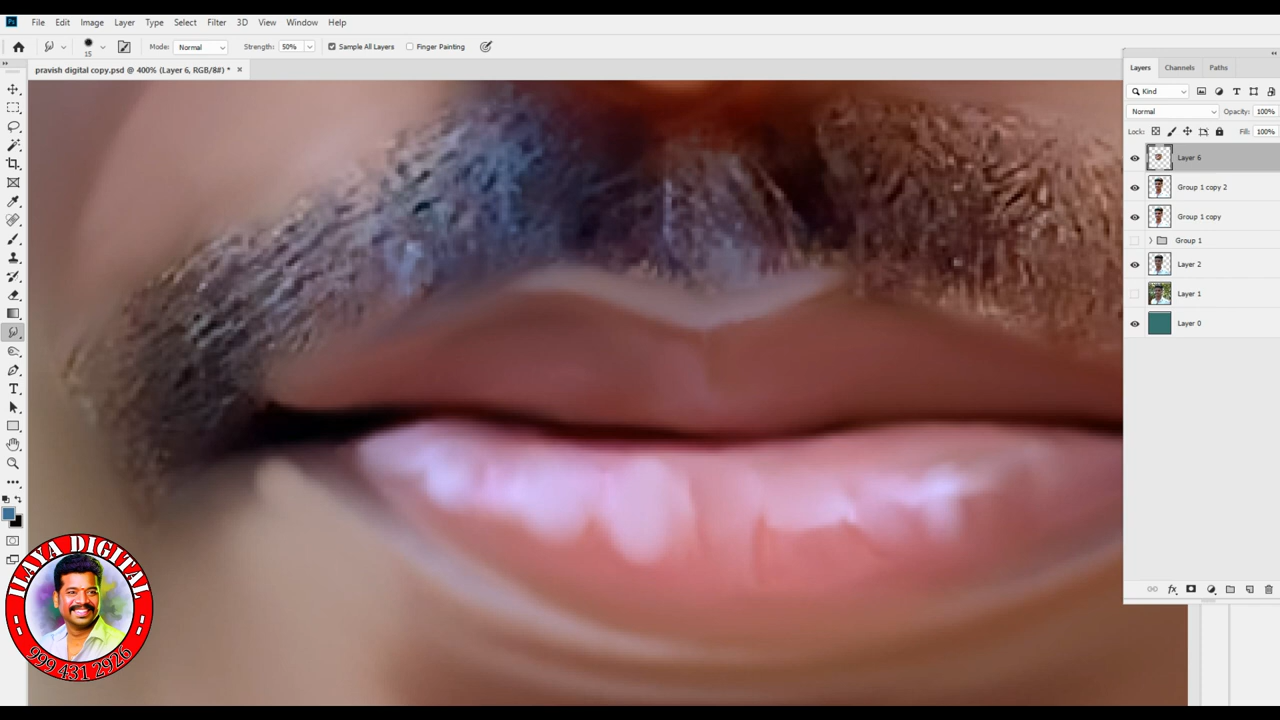 Ps File Edit Image Layer Type Select Filter 3D View Window Help
15 Mode: Normal Strength: 50% Sample All Layers Finger Painting
pravish digital copy.psd @ 400% (Layer 6, RGB/8#) * ×
Layers Channels Paths
Kind T
Normal Opacity: 100%
Lock: Fill: 100%
Layer 6
Group 1 copy 2
Group 1 copy
Group 1
Layer 2
Layer 1
Layer 0
T
fx
ILAYA DIGITAL
999 431 2926